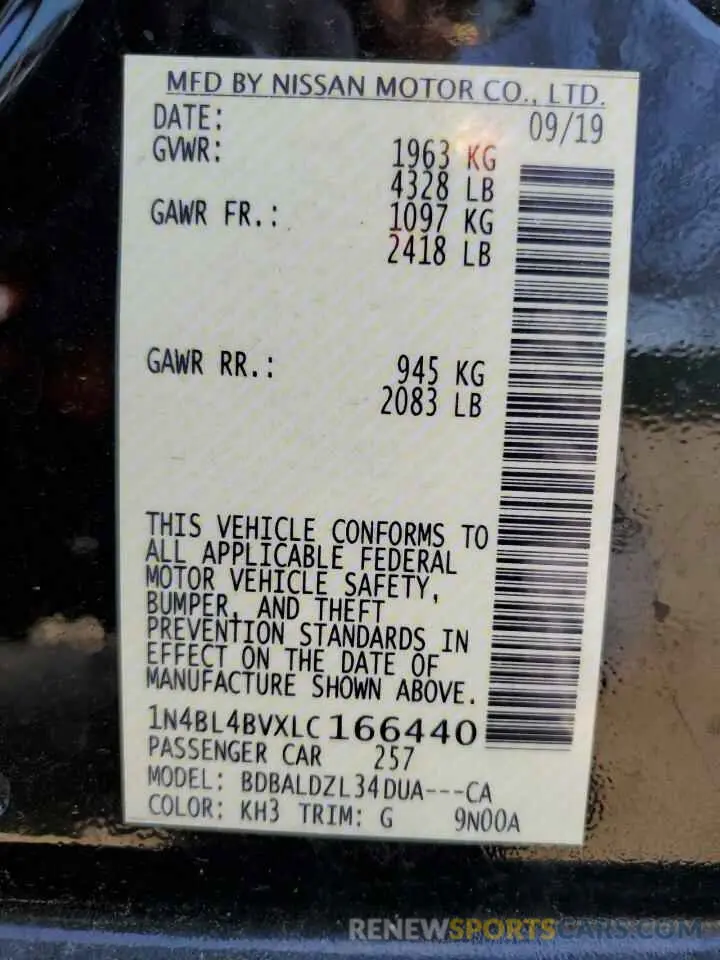 MFD BY NISSAN MOTOR CO., LTD.
DATE: 09/19
GVWR: 1963 KG
4328 LB
GAWR FR.: 1097 KG
2418 LB
GAWR RR.: 945 KG
2083 LB
THIS VEHICLE CONFORMS TO
ALL APPLICABLE FEDERAL
MOTOR VEHICLE SAFETY,
BUMPER, AND THEFT
PREVENTION STANDARDS IN
EFFECT ON THE DATE OF
MANUFACTURE SHOWN ABOVE.
1N4BL4BVXLC166440
PASSENGER CAR 257
MODEL: BDBALDZL34DUA---CA
COLOR: KH3 TRIM: G 9N00A
RENEWSPORTSCARS.COM